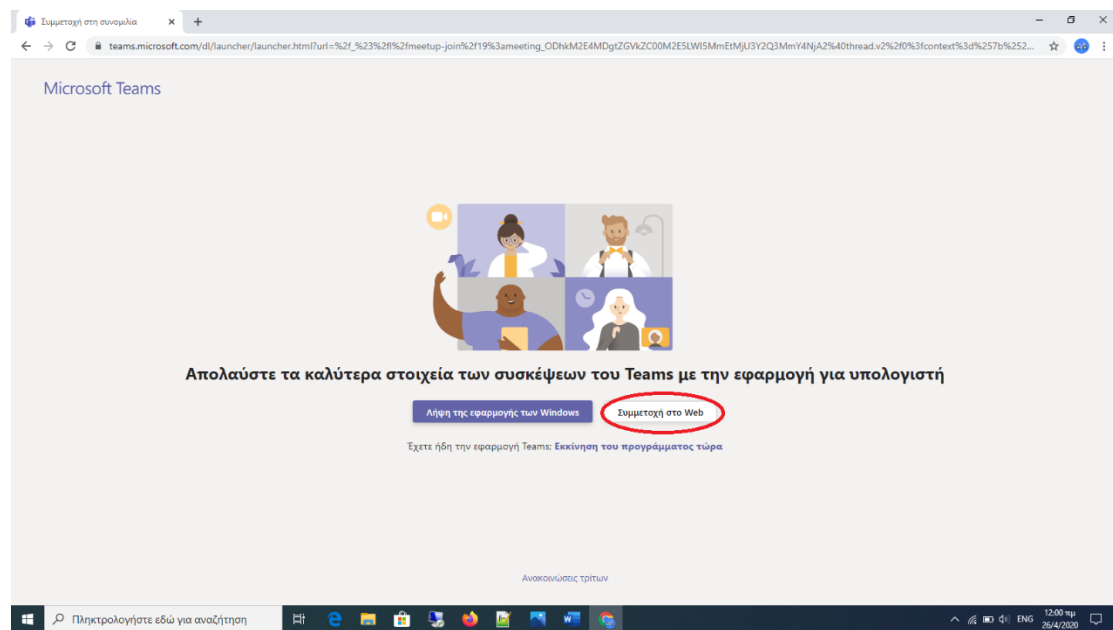 Συμμετοχή στη συνομιλία
teams.microsoft.com/dl/launcher/launcher.html?url=%2f_%23%2fl%2fmeetup-join%2f19%3ameeting_ODhkM2E4MDgtZGVkZC00M2E5LWI5MmEtMjU3Y2Q3MmY4NjA2%40thread.v2%2f0%3fcontext%3d%257b%252...
Microsoft Teams
Απολαύστε τα καλύτερα στοιχεία των συσκέψεων του Teams με την εφαρμογή για υπολογιστή
Λήψη της εφαρμογής των Windows Συμμετοχή στο Web
Έχετε ήδη την εφαρμογή Teams; Εκκίνηση του προγράμματος τώρα
Ανακοινώσεις τρίτων
Πληκτρολογήστε εδώ για αναζήτηση
ENG 12:00 πμ
26/4/2020